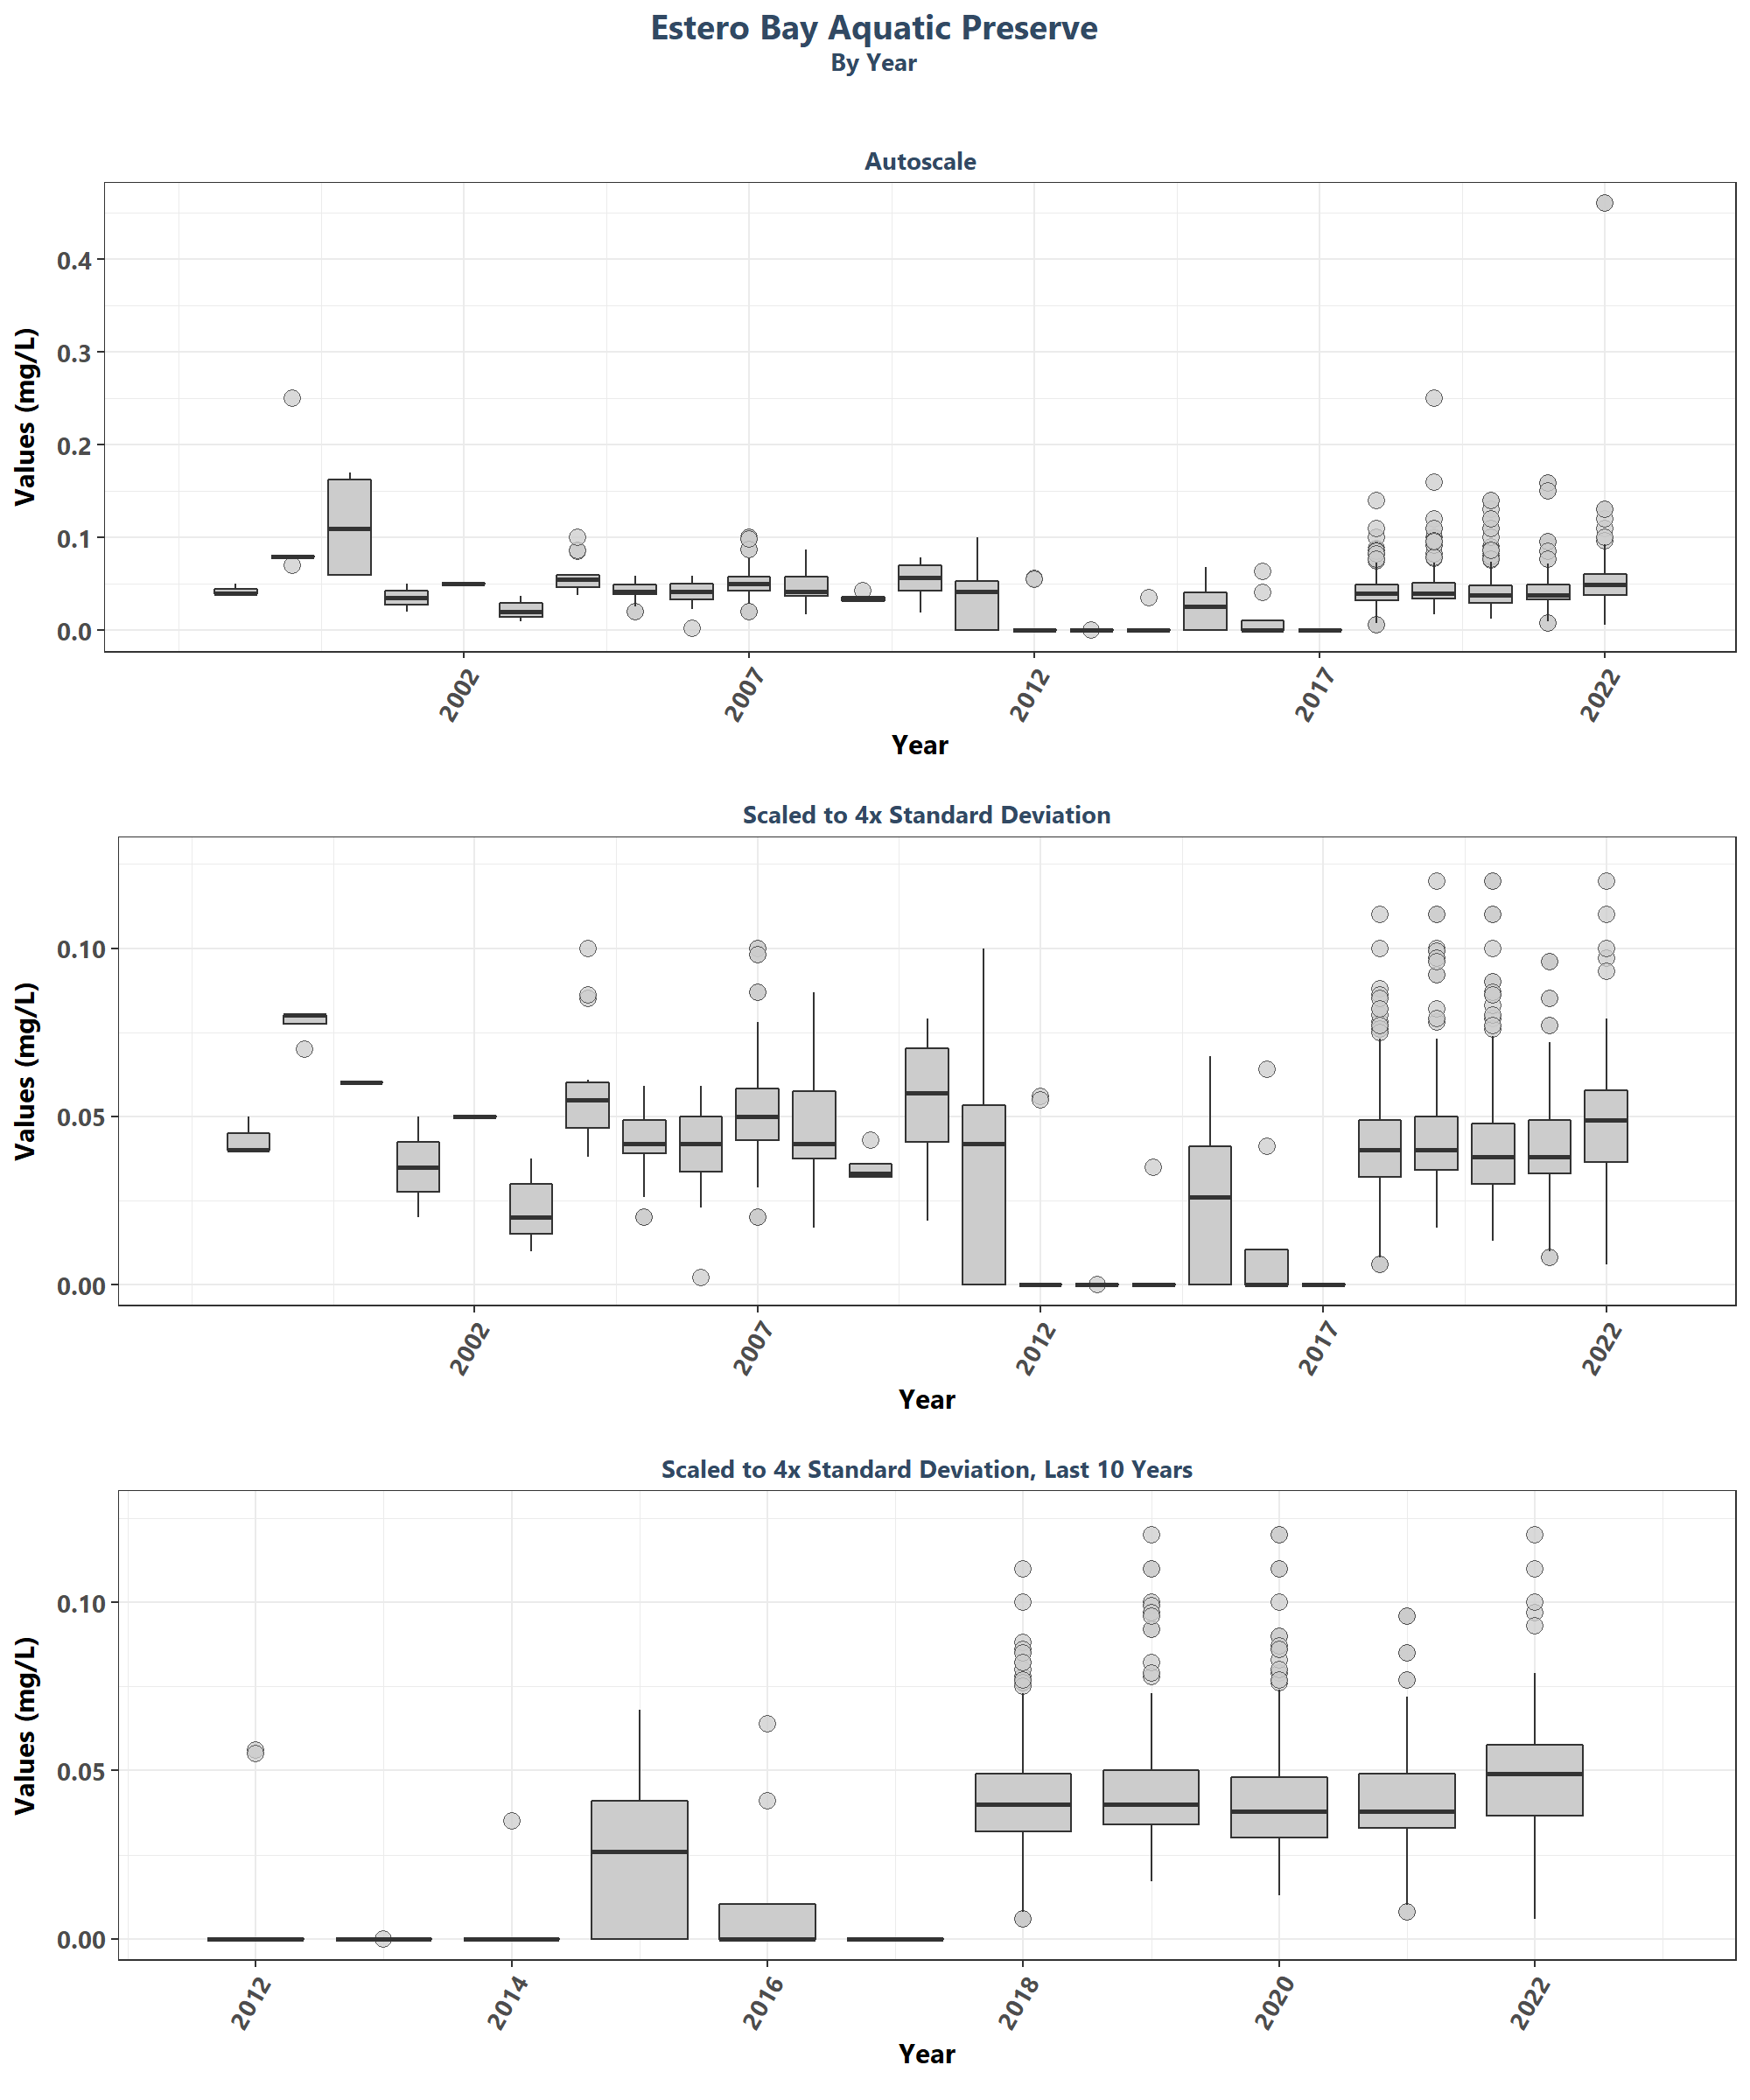 Estero Bay Aquatic Preserve
By Year
Autoscale
Values (mg/L)
0.4
0.3
0.2
0.1
0.0
2002
2007
2012
2017
2022
Year
Scaled to 4x Standard Deviation
Values (mg/L)
0.10
0.05
0.00
2002
2007
2012
2017
2022
Year
Scaled to 4x Standard Deviation, Last 10 Years
Values (mg/L)
0.10
0.05
0.00
2012
2014
2016
2018
2020
2022
Year